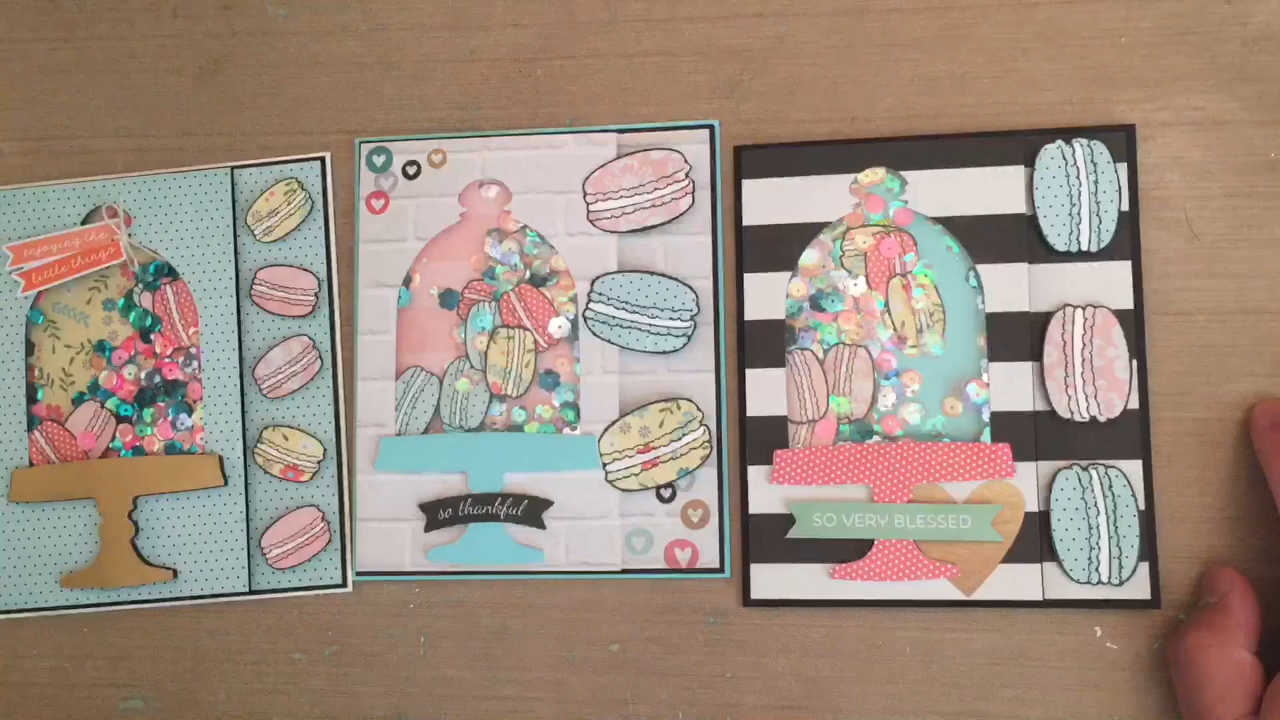 enjoying the
little things
so thankful
SO VERY BLESSED